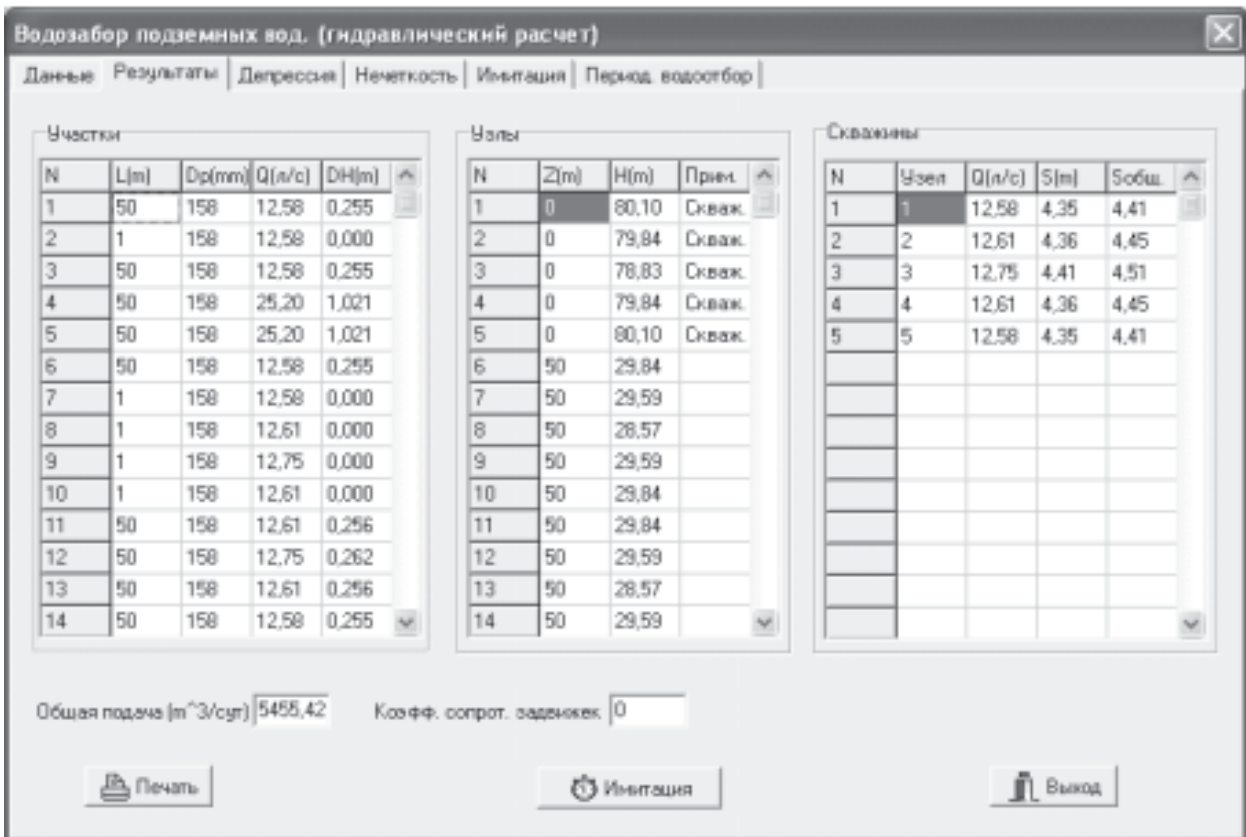 Водозабор подземных вод. (гидравлический расчет)
Данные Результаты Депрессия Нечеткость Имитация Период. водоотбор
Участки
N L(m) Dp(mm) Q(л/с) DH(m)
1 50 158 12,58 0,255
2 1 158 12,58 0,000
3 50 158 12,58 0,255
4 50 158 25,20 1,021
5 50 158 25,20 1,021
6 50 158 12,58 0,255
7 1 158 12,58 0,000
8 1 158 12,61 0,000
9 1 158 12,75 0,000
10 1 158 12,61 0,000
11 50 158 12,61 0,256
12 50 158 12,75 0,262
13 50 158 12,61 0,256
14 50 158 12,58 0,255
Узлы
N Z(m) H(m) Прим.
1 0 80,10 Скваж.
2 0 79,84 Скваж.
3 0 78,83 Скваж.
4 0 79,84 Скваж.
5 0 80,10 Скваж.
6 50 29,84
7 50 29,59
8 50 28,57
9 50 29,59
10 50 29,84
11 50 29,84
12 50 29,59
13 50 28,57
14 50 29,59
Скважины
N Узел Q(л/с) S(m) Sобщ.
1 1 12,58 4,35 4,41
2 2 12,61 4,36 4,45
3 3 12,75 4,41 4,51
4 4 12,61 4,36 4,45
5 5 12,58 4,35 4,41
Общая подача (m^3/сут) 5455,42 Коэфф. сопрот. задвижек 0
Печать Имитация Выход